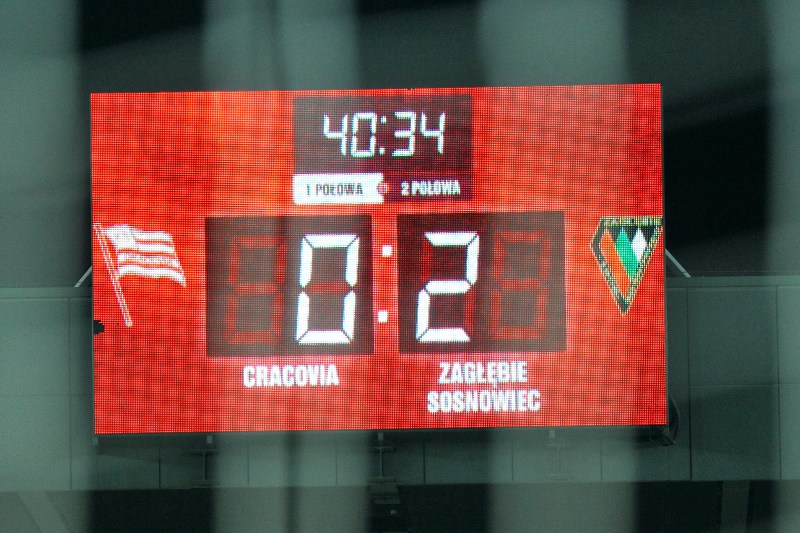 40:34
1 POŁOWA 2 POŁOWA
0:2
CRACOVIA
ZAGŁĘBIE
SOSNOWIEC